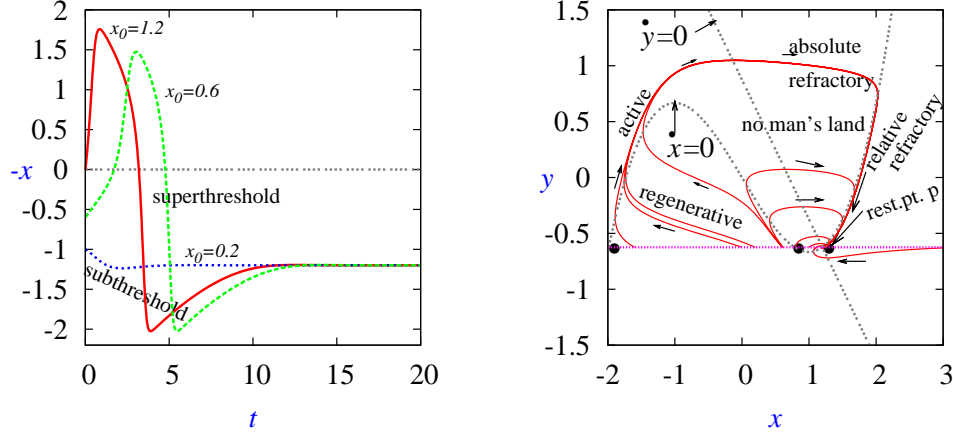 2
1.5
1
0.5
0
-0.5
-1
-1.5
-2
-x
0
5
10
15
20
t
x0=1.2
x0=0.6
superthreshold
x0=0.2
subthreshold
1.5
1
0.5
0
-0.5
-1
-1.5
y
-2
-1
0
1
2
3
x
ẏ=0
absolute
refractory
active
no man's land
ẋ=0
relative
refractory
regenerative
rest.pt. p